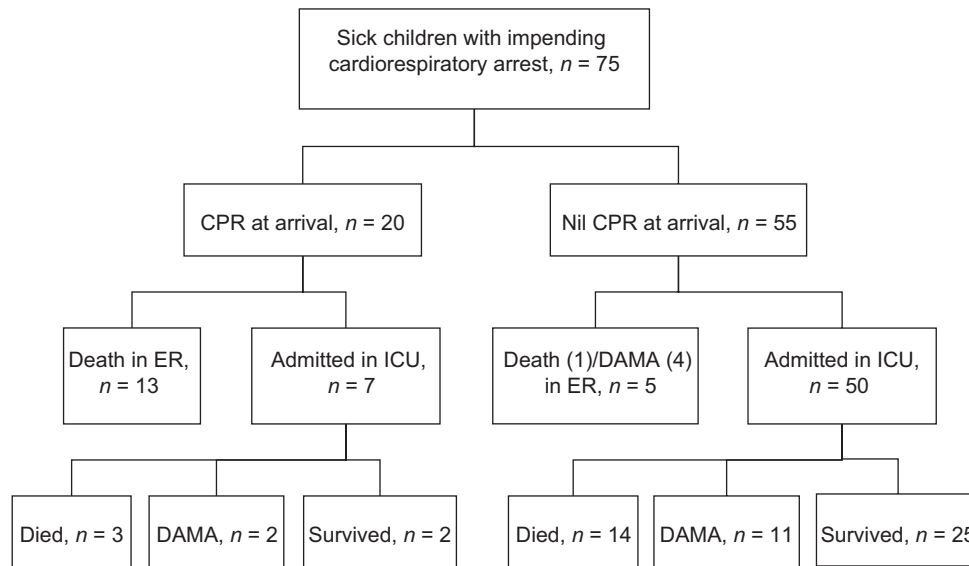 Sick children with impending
cardiorespiratory arrest, n = 75
CPR at arrival, n = 20
Nil CPR at arrival, n = 55
Death in ER,
n = 13
Admitted in ICU,
n = 7
Death (1)/DAMA (4)
in ER, n = 5
Admitted in ICU,
n = 50
Died, n = 3
DAMA, n = 2
Survived, n = 2
Died, n = 14
DAMA, n = 11
Survived, n = 25